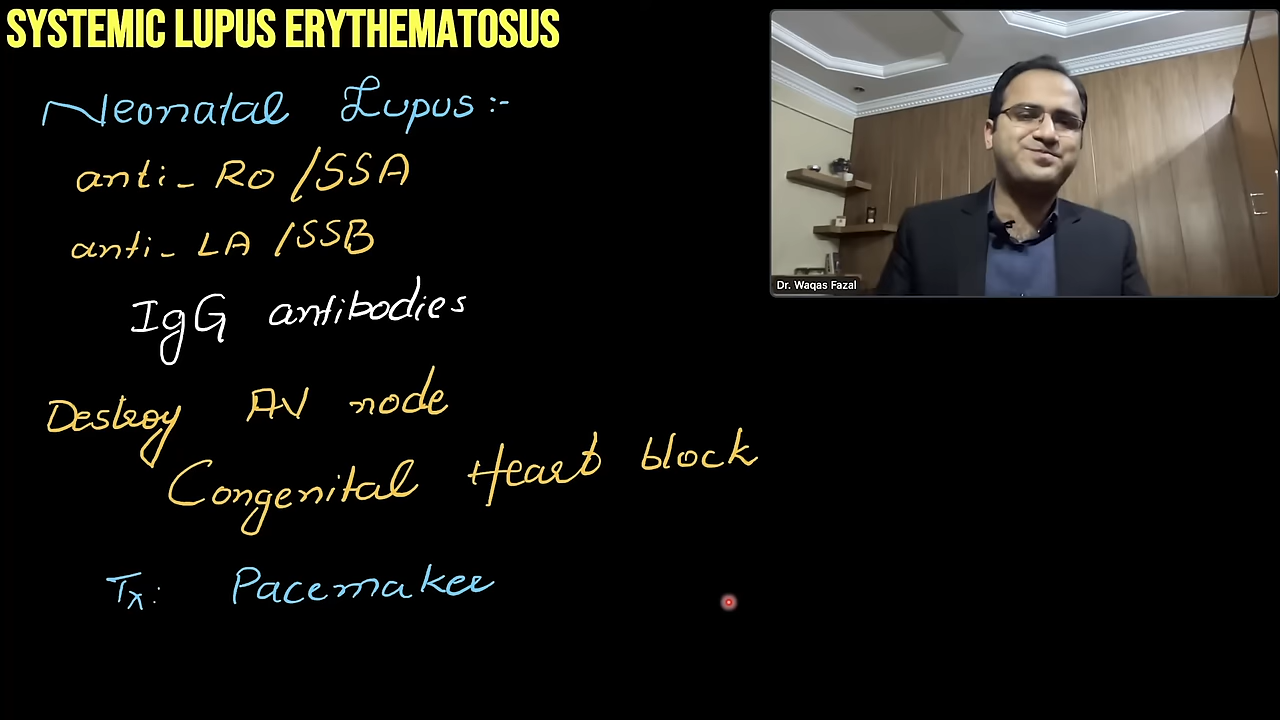 SYSTEMIC LUPUS ERYTHEMATOSUS
Neonatal Lupus:-
anti- RO/SSA
anti- LA/SSB
IgG antibodies
Destroy AV node
Congenital Heart block
Tx: Pacemaker
Dr. Waqas Fazal